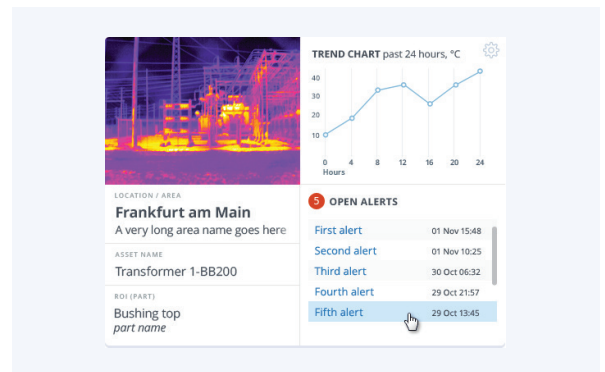 TREND CHART past 24 hours, °C
40
30
20
10
0 4 8 12 16 20 24
Hours
LOCATION / AREA
Frankfurt am Main
A very long area name goes here
ASSET NAME
Transformer 1-BB200
ROI (PART)
Bushing top
part name
5 OPEN ALERTS
First alert 01 Nov 15:48
Second alert 01 Nov 10:25
Third alert 30 Oct 06:32
Fourth alert 29 Oct 21:57
Fifth alert 29 Oct 13:45